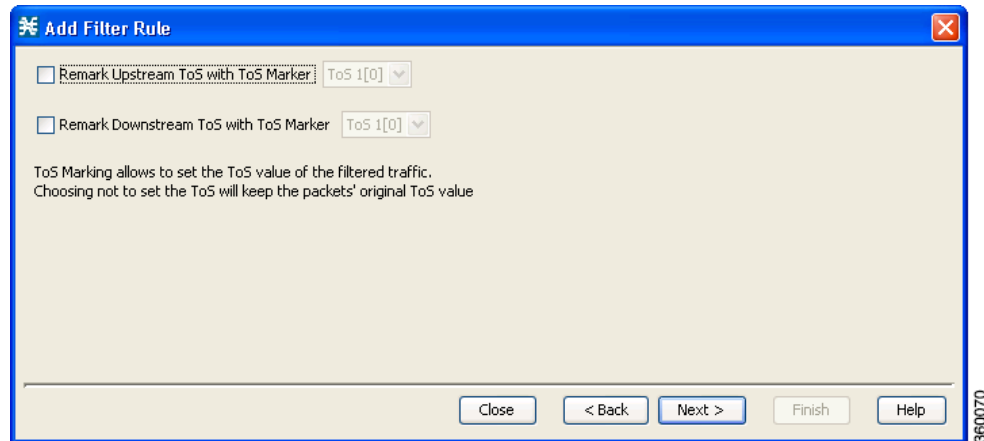 Add Filter Rule
Remark Upstream ToS with ToS Marker ToS 1[0]
Remark Downstream ToS with ToS Marker ToS 1[0]
ToS Marking allows to set the ToS value of the filtered traffic.
Choosing not to set the ToS will keep the packets' original ToS value
Close < Back Next > Finish Help
360070